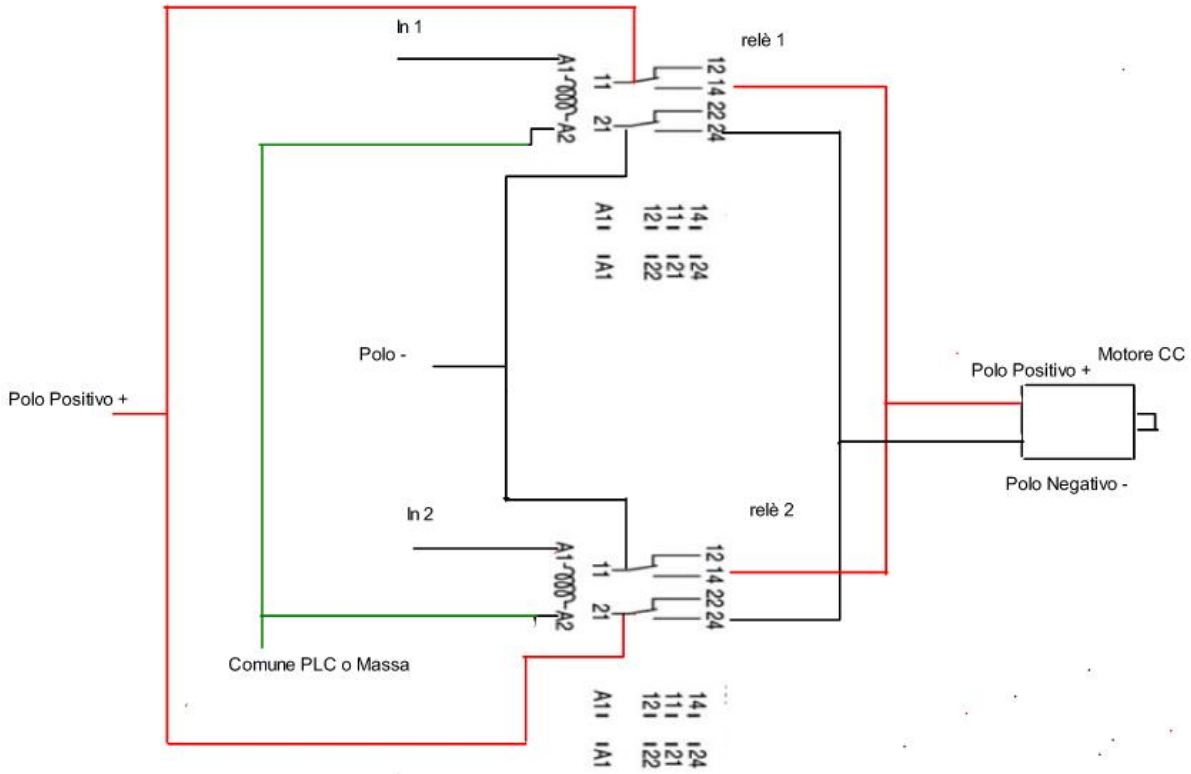 In 1
relè 1
A1
11
12
14
A2
21
22
24
A1 12 11 14
A1 22 21 24
Polo -
Polo Positivo +
Motore CC
Polo Positivo +
Polo Negativo -
In 2
relè 2
A1
11
12
14
A2
21
22
24
Comune PLC o Massa
A1 12 11 14
A1 22 21 24